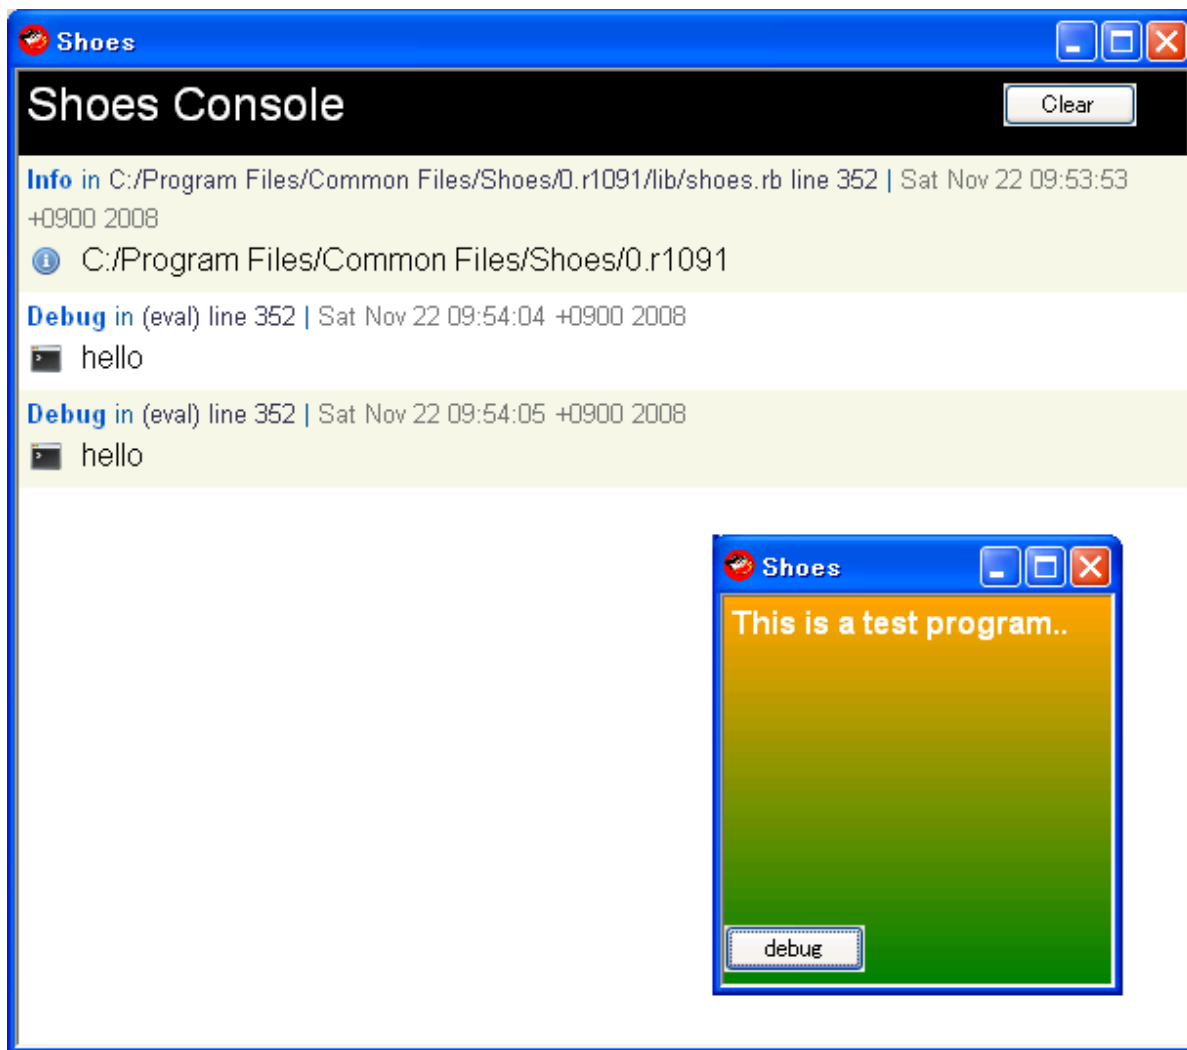 Shoes
Shoes Console
Clear
Info in C:/Program Files/Common Files/Shoes/0.r1091/lib/shoes.rb line 352 | Sat Nov 22 09:53:53
+0900 2008
C:/Program Files/Common Files/Shoes/0.r1091
Debug in (eval) line 352 | Sat Nov 22 09:54:04 +0900 2008
hello
Debug in (eval) line 352 | Sat Nov 22 09:54:05 +0900 2008
hello
Shoes
This is a test program..
debug